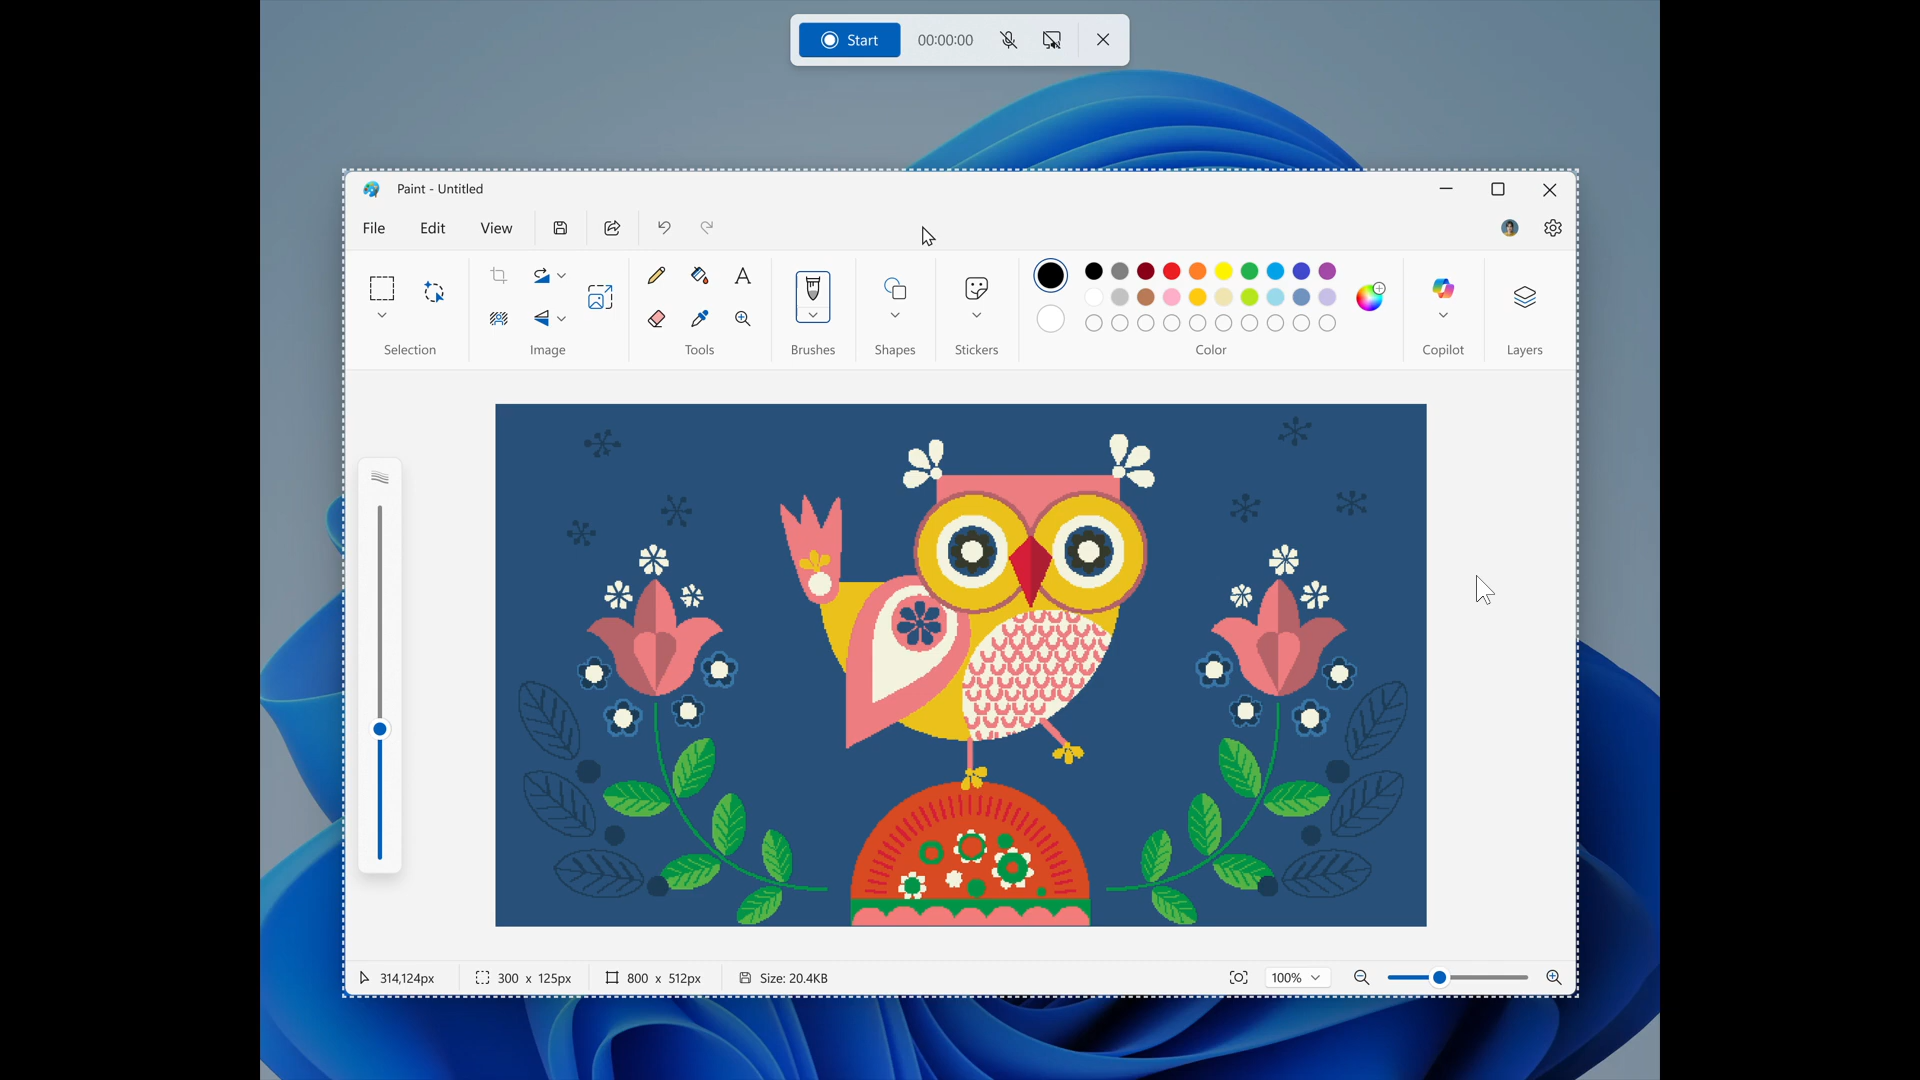 Start 00:00:00
Paint - Untitled
File Edit View
Selection Image Tools Brushes Shapes Stickers Color Copilot Layers
314,124px 300 x 125px 800 x 512px Size: 20.4KB 100%